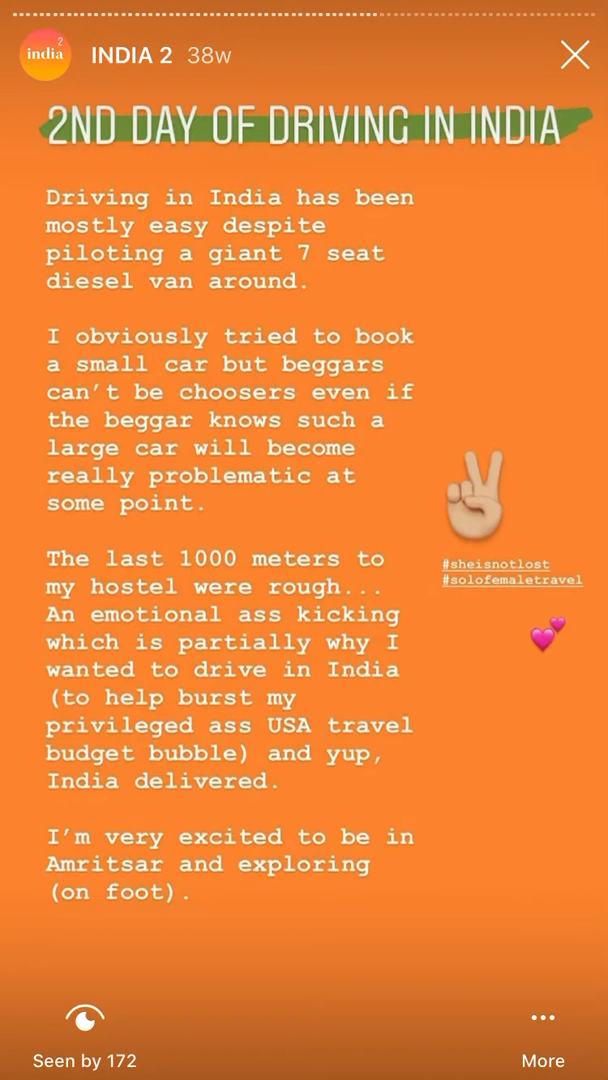 2
india
INDIA 2 38w
2ND DAY OF DRIVING IN INDIA
Driving in India has been
mostly easy despite
piloting a giant 7 seat
diesel van around.
I obviously tried to book
a small car but beggars
can't be choosers even if
the beggar knows such a
large car will become
really problematic at
some point.
#sheisnotlost
#solofemaletravel
The last 1000 meters to
my hostel were rough...
An emotional ass kicking
which is partially why I
wanted to drive in India
(to help burst my
privileged ass USA travel
budget bubble) and yup,
India delivered.
I'm very excited to be in
Amritsar and exploring
(on foot).
Seen by 172
More